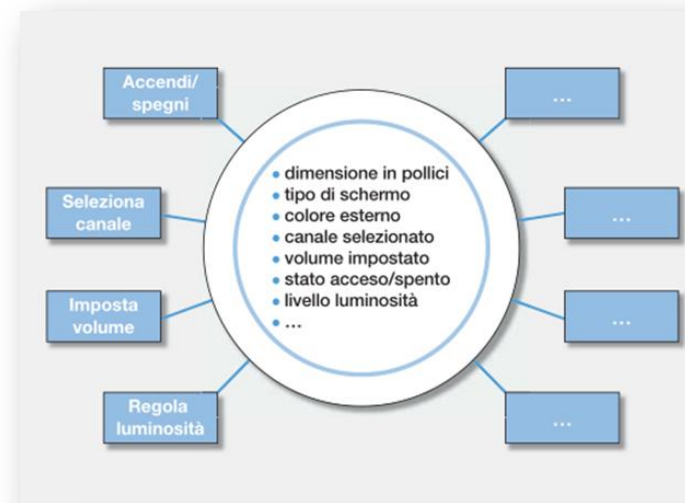 Accendi/
spegni
Seleziona
canale
Imposta
volume
Regola
luminosità
• dimensione in pollici
• tipo di schermo
• colore esterno
• canale selezionato
• volume impostato
• stato acceso/spento
• livello luminosità
• ...
...
...
...
...